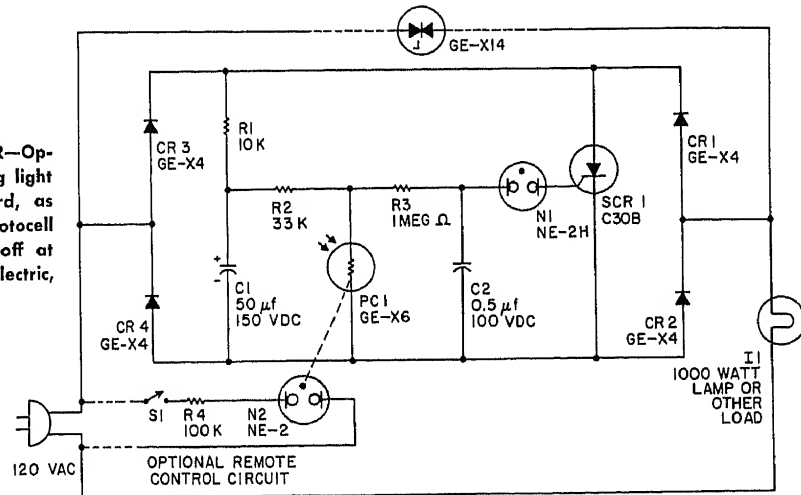 GE-X14
R—Op-
g light
rd, as
otocell
off at
lectric,
CR 3
GE-X4
R1
10K
CR 1
GE-X4
R2
33 K
R3
1MEG Ω
N1
NE-2H
SCR 1
C30B
C1
50 μf
150 VDC
+
-
PC 1
GE-X6
C2
0.5 μf
100 VDC
CR 4
GE-X4
CR 2
GE-X4
I1
1000 WATT
LAMP OR
OTHER
LOAD
S1
R4
100K
N2
NE-2
120 VAC
OPTIONAL REMOTE
CONTROL CIRCUIT